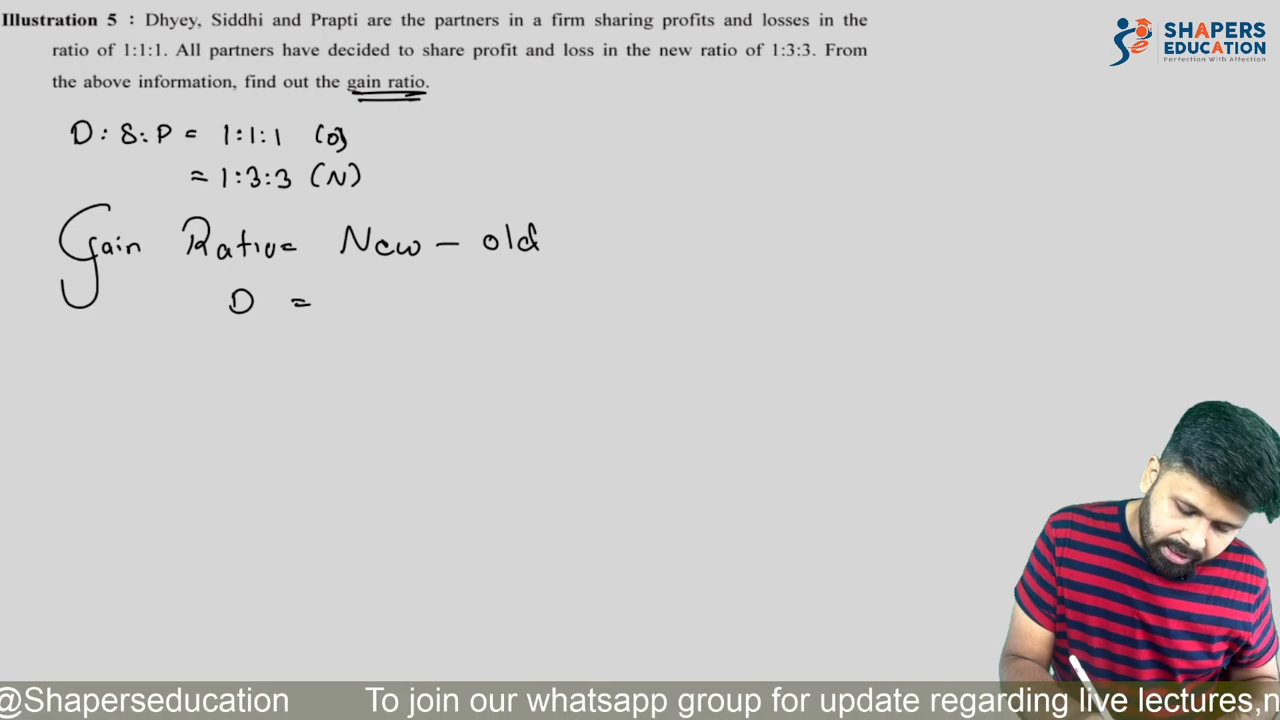 Illustration 5 : Dhyey, Siddhi and Prapti are the partners in a firm sharing profits and losses in the
ratio of 1:1:1. All partners have decided to share profit and loss in the new ratio of 1:3:3. From
the above information, find out the gain ratio.
SHAPERS
EDUCATION
Perfection With Affection
D : S : P = 1:1:1 (O)
= 1:3:3 (N)
Gain Ratio = New - old
D =
@Shaperseducation To join our whatsapp group for update regarding live lectures,n